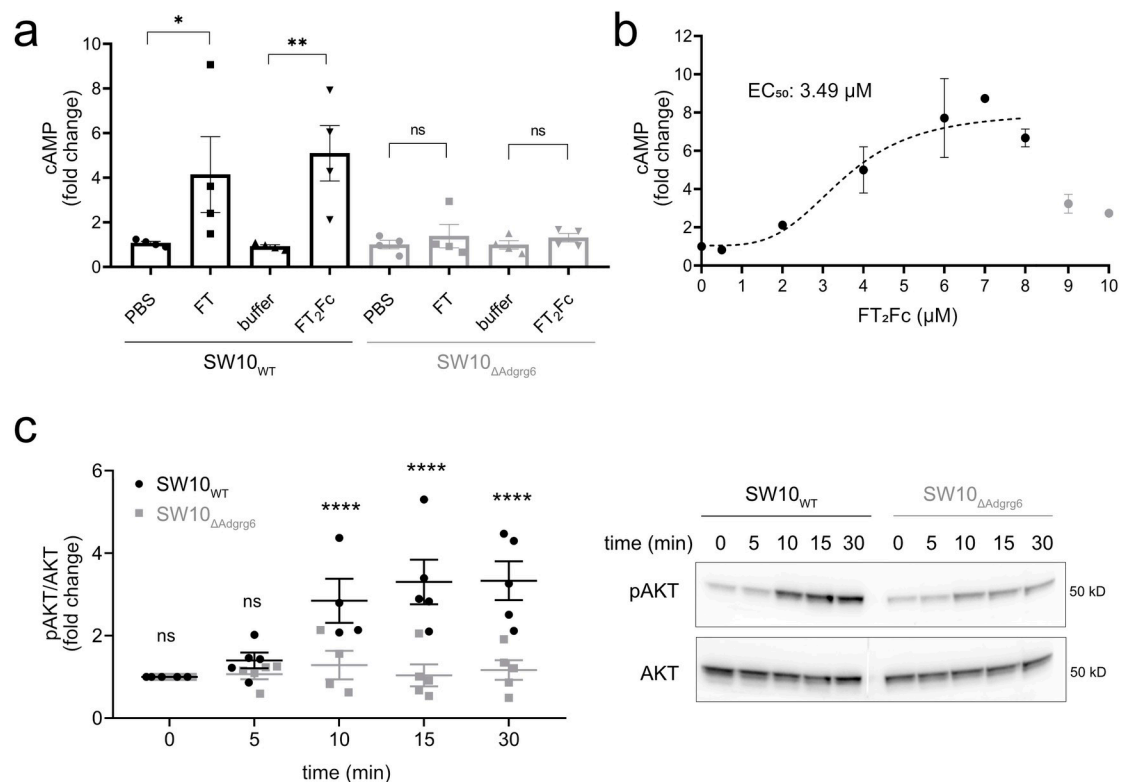 a
*
**
ns
ns
cAMP
(fold change)
10
8
6
4
2
0
PBS
FT
buffer
FT₂Fc
PBS
FT
buffer
FT₂Fc
SW10WT
SW10ΔAdgrg6
b
cAMP
(fold change)
12
10
8
6
4
2
0
EC₅₀: 3.49 µM
0 1 2 3 4 5 6 7 8 9 10
FT₂Fc (µM)
c
pAKT/AKT
(fold change)
6
4
2
0
SW10WT
SW10ΔAdgrg6
ns
ns
****
****
****
0 5 10 15 30
time (min)
SW10WT SW10ΔAdgrg6
time (min) 0 5 10 15 30 0 5 10 15 30
pAKT 50 kD
AKT 50 kD